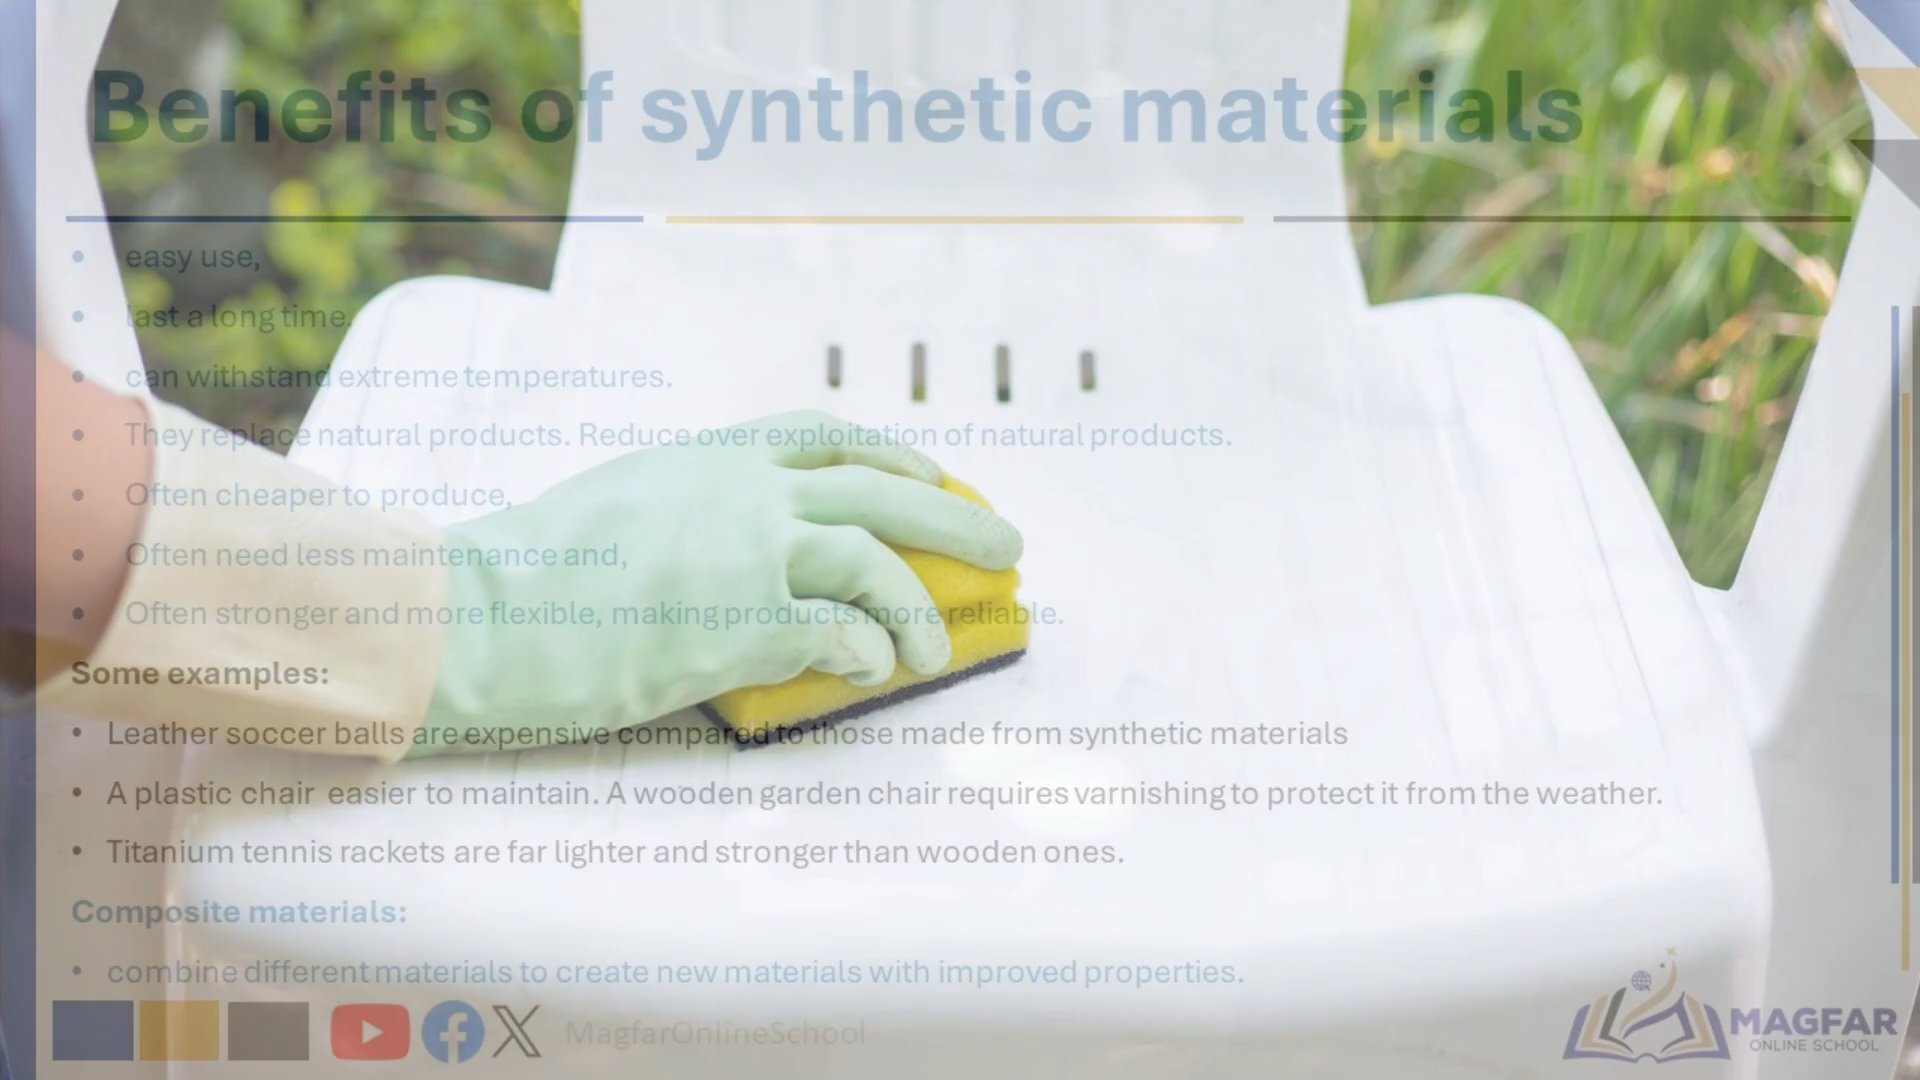 Benefits of synthetic materials
• easy use,
• last a long time.
• can withstand extreme temperatures.
• They replace natural products. Reduce over exploitation of natural products.
• Often cheaper to produce,
• Often need less maintenance and,
• Often stronger and more flexible, making products more reliable.
Some examples:
• Leather soccer balls are expensive compared to those made from synthetic materials
• A plastic chair easier to maintain. A wooden garden chair requires varnishing to protect it from the weather.
• Titanium tennis rackets are far lighter and stronger than wooden ones.
Composite materials:
• combine different materials to create new materials with improved properties.
MagfarOnlineSchool
MAGFAR
ONLINE SCHOOL